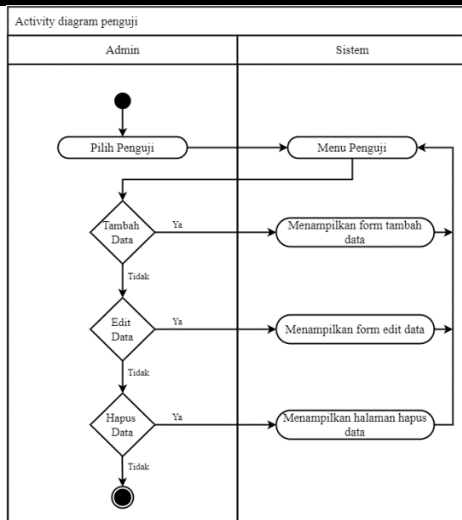 Activity diagram penguji
Admin
Sistem
Pilih Penguji
Menu Penguji
Tambah
Data
Ya
Menampilkan form tambah
data
Tidak
Edit
Data
Ya
Menampilkan form edit data
Tidak
Hapus
Data
Ya
Menampilkan halaman hapus
data
Tidak